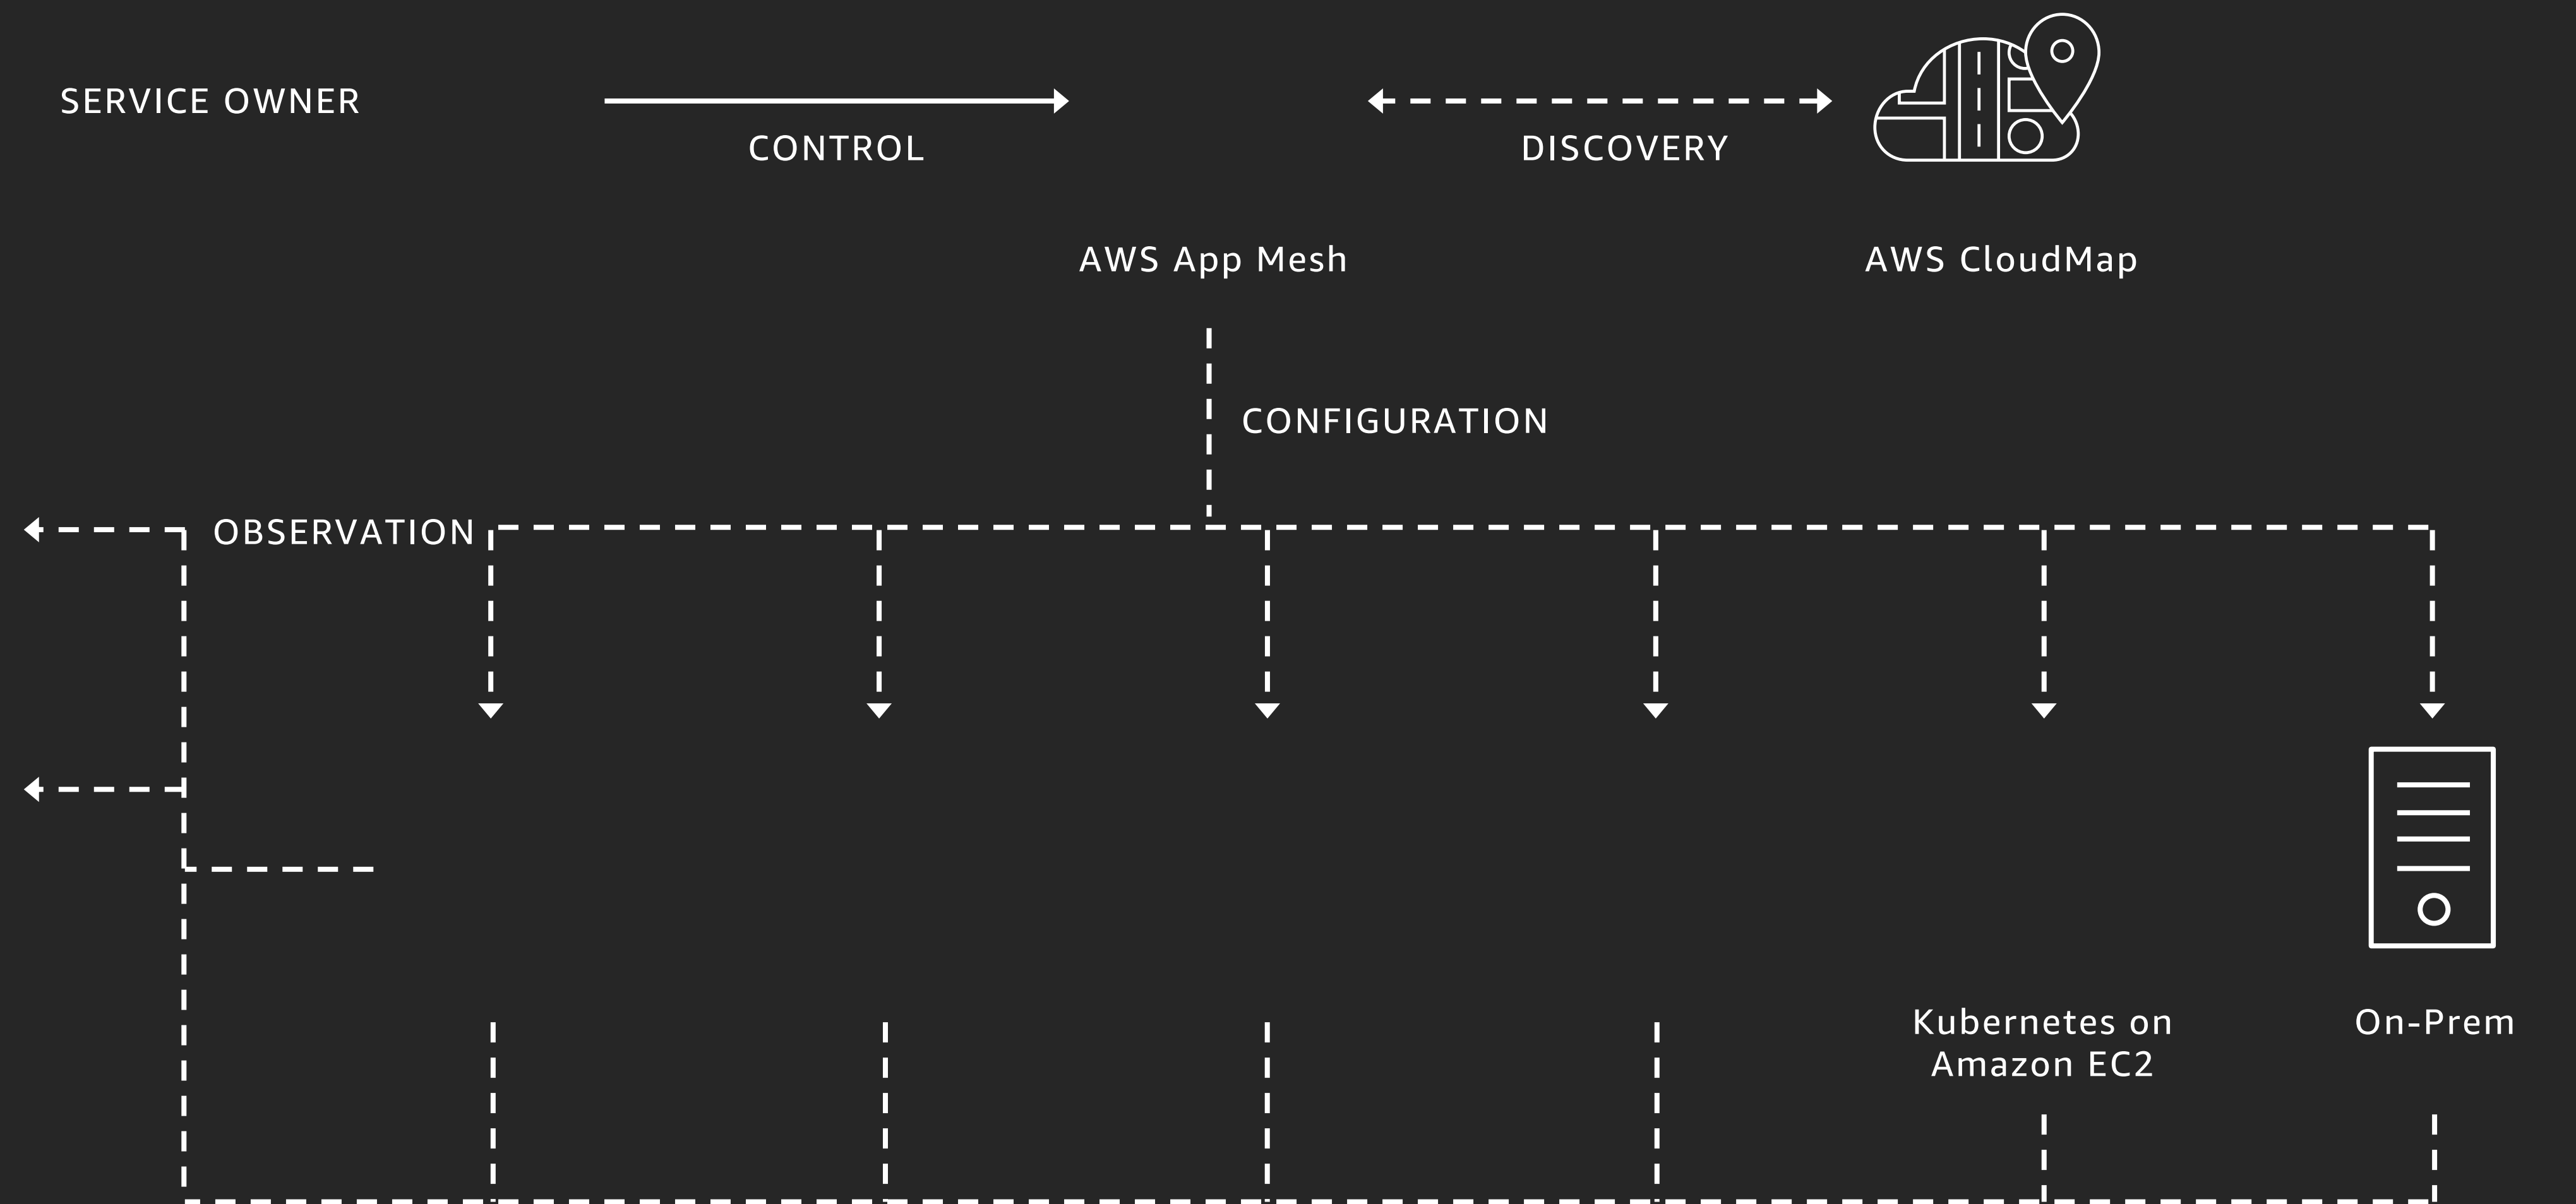 SERVICE OWNER
CONTROL
DISCOVERY
AWS App Mesh
AWS CloudMap
CONFIGURATION
OBSERVATION
Kubernetes on
Amazon EC2
On-Prem